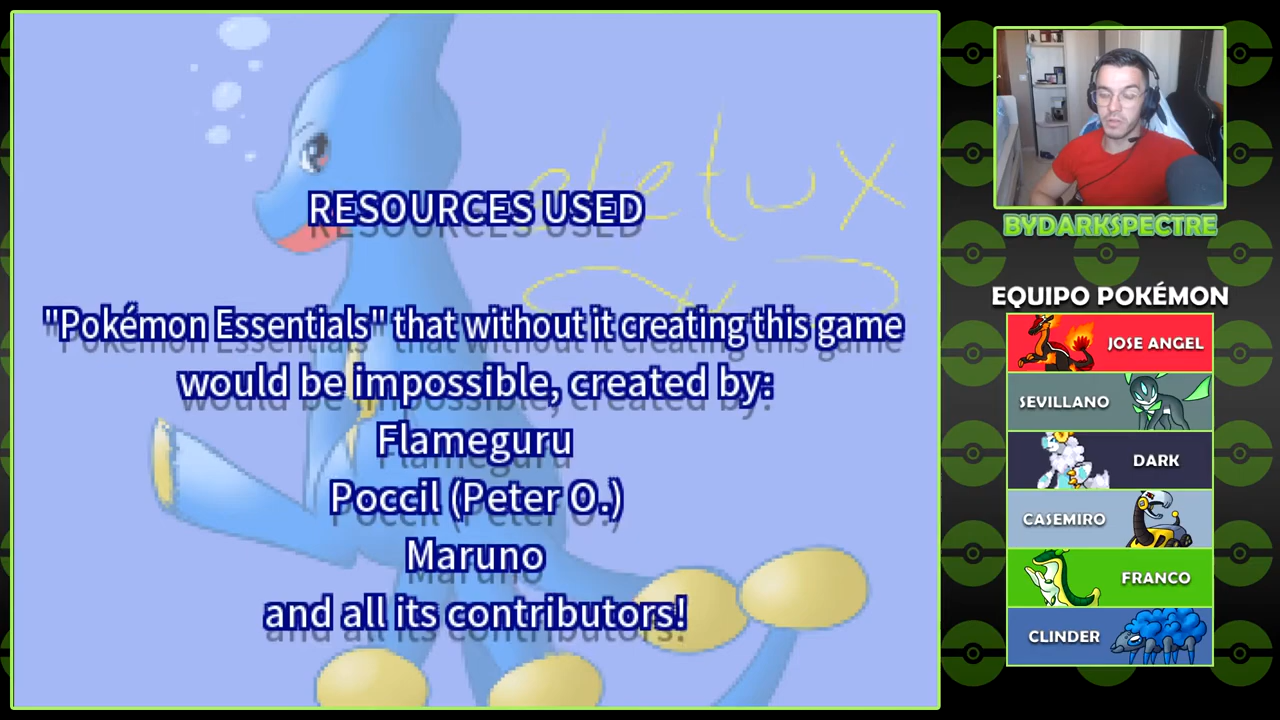 eletux
RESOURCES USED
"Pokémon Essentials" that without it creating this game
would be impossible, created by:
Flameguru
Poccil (Peter O.)
Maruno
and all its contributors!
BYDARKSPECTRE
EQUIPO POKÉMON
JOSE ANGEL
SEVILLANO
DARK
CASEMIRO
FRANCO
CLINDER